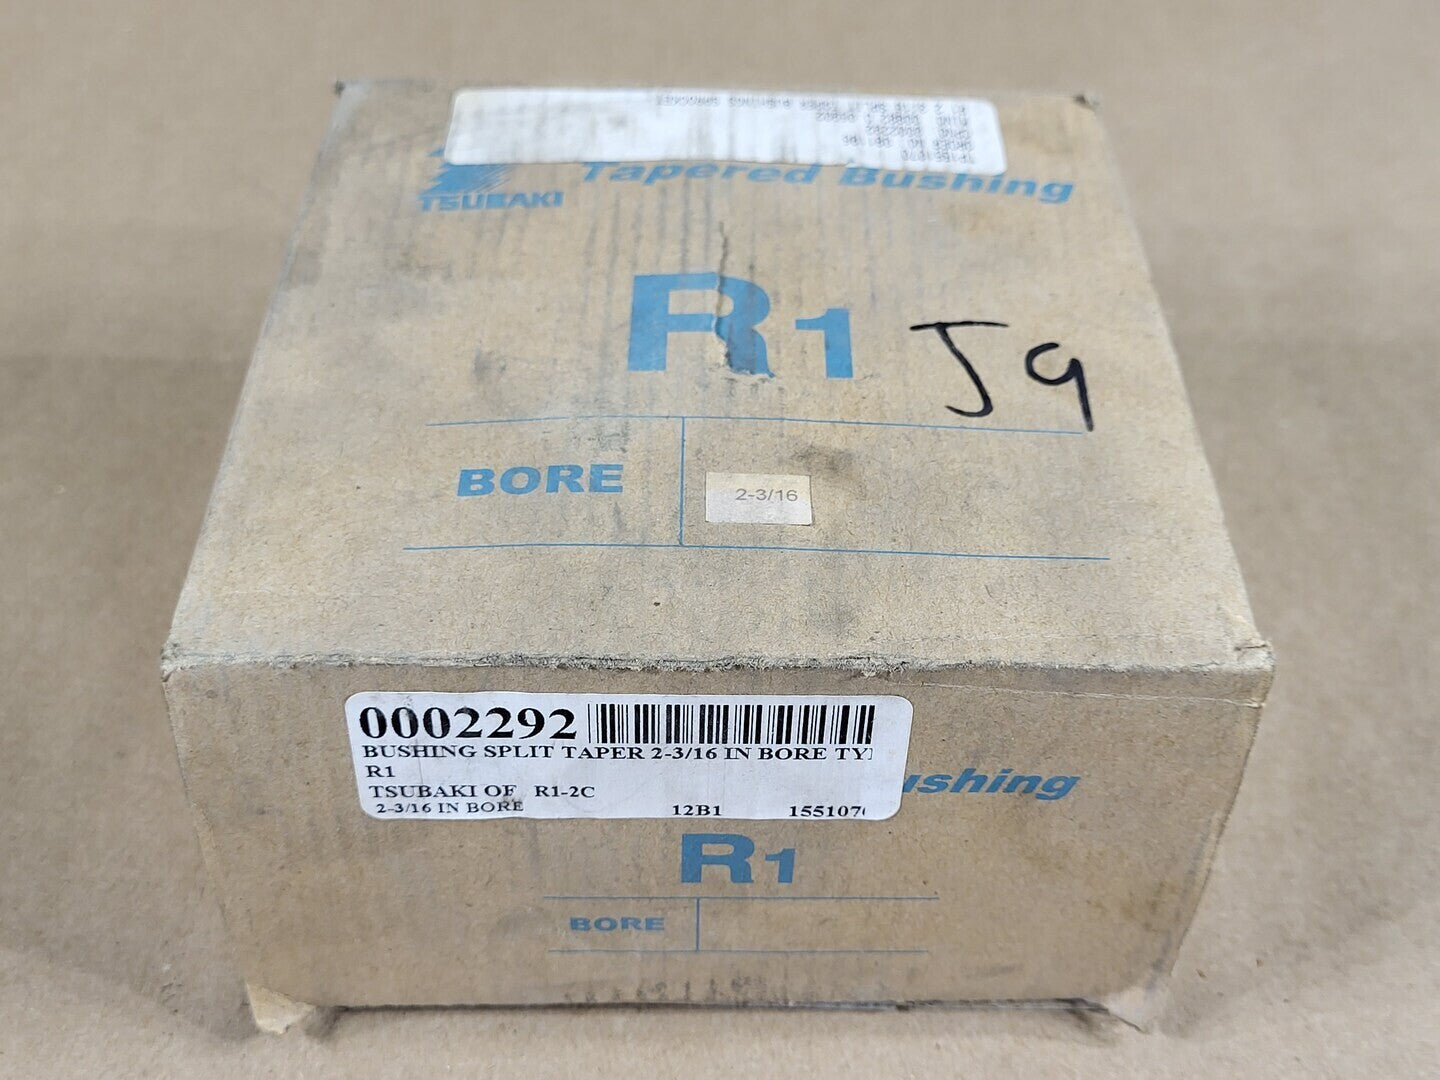 TSUBAKI
Tapered Bushing
R1
J9
BORE
2-3/16
0002292
BUSHING SPLIT TAPER 2-3/16 IN BORE TY
R1
TSUBAKI OF R1-2C
2-3/16 IN BORE 12B1 155107
ushing
R1
BORE